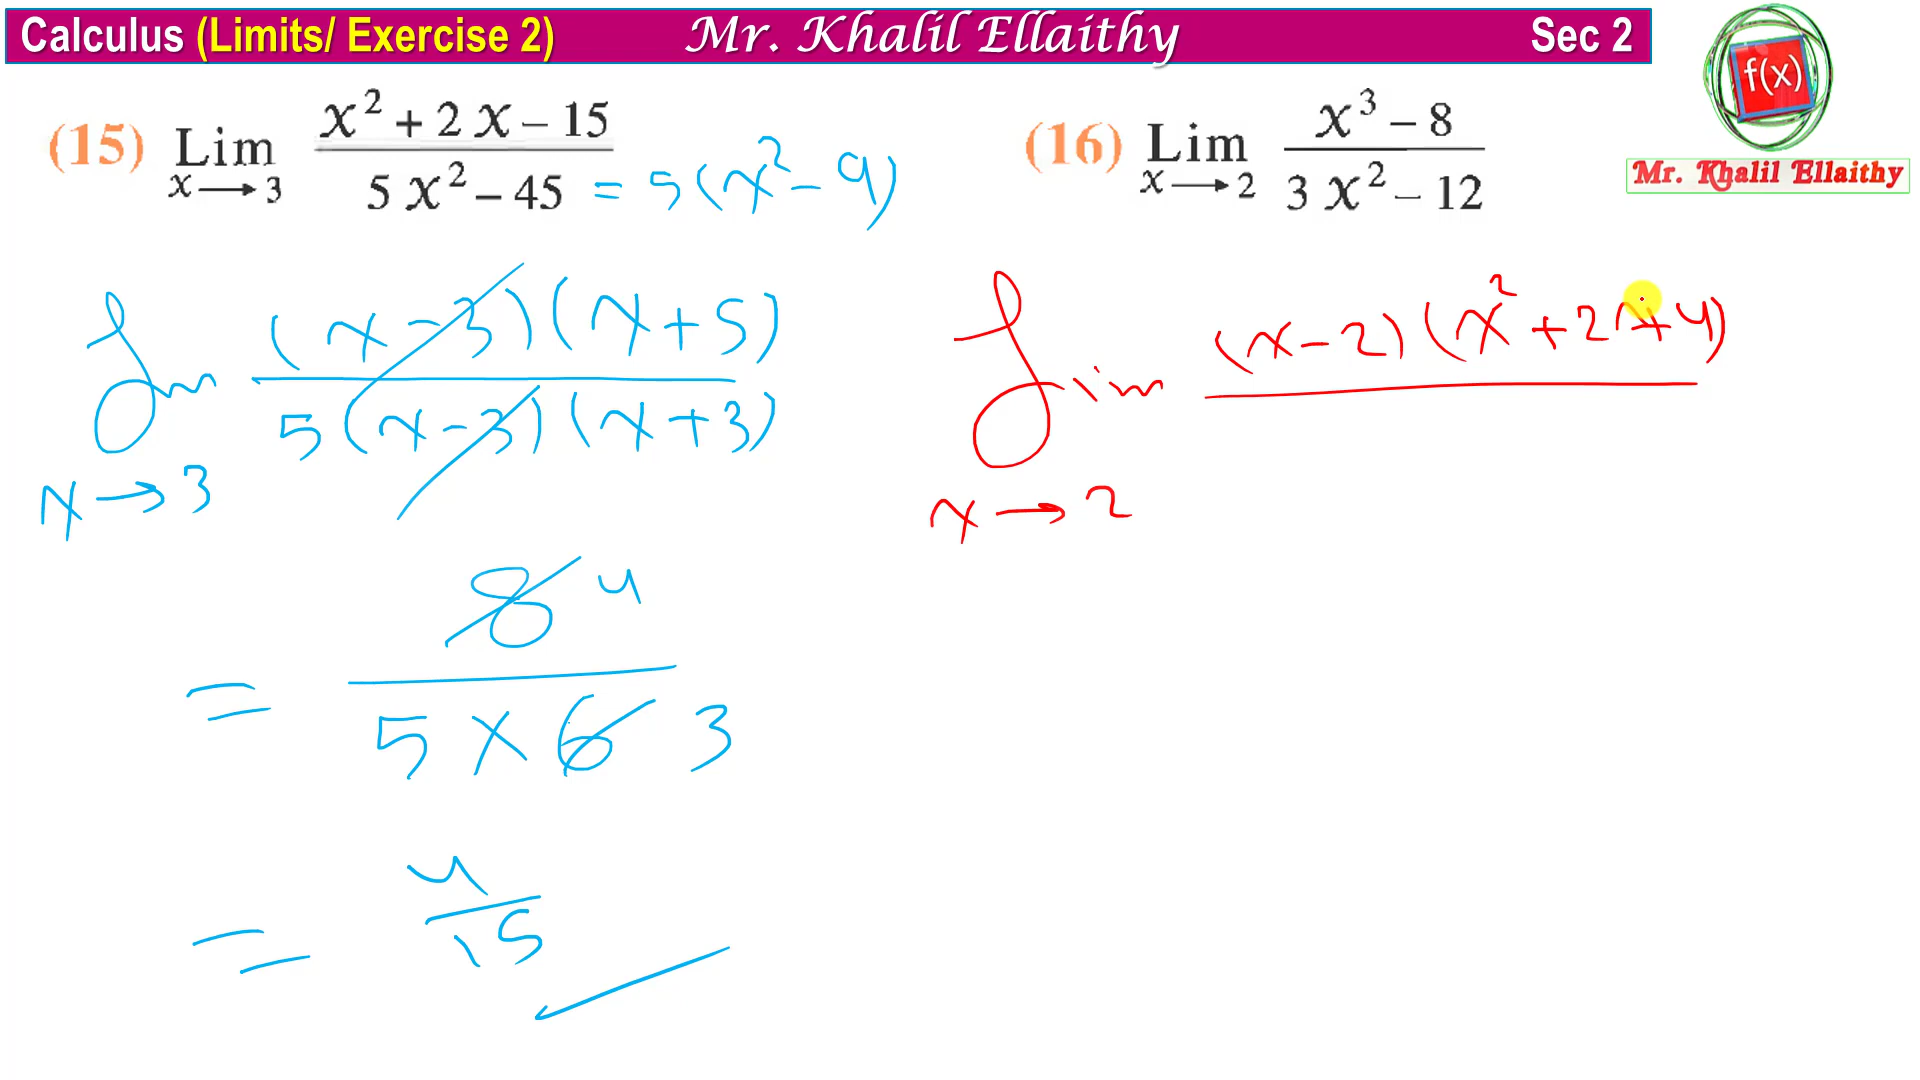 Calculus (Limits/ Exercise 2) Mr. Khalil Ellaithy Sec 2
f(x)
Mr. Khalil Ellaithy
(15) Lim x→3 (x² + 2x − 15) / (5x² − 45) = 5(x² − 9)
lim x→3 (x − 3)(x + 5) / 5(x − 3)(x + 3)
= 8 4 / 5 × 6 3
= 4/15
(16) Lim x→2 (x³ − 8) / (3x² − 12)
lim x→2 (x − 2)(x² + 2x + 4)